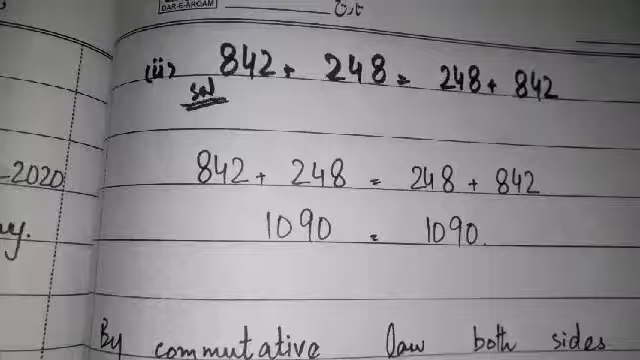 DAR-E-ARQAM
تاریخ
(ii) 842 + 248 = 248 + 842
Sol
-2020
842 + 248 = 248 + 842
y.
1090 = 1090.
By commutative law both sides